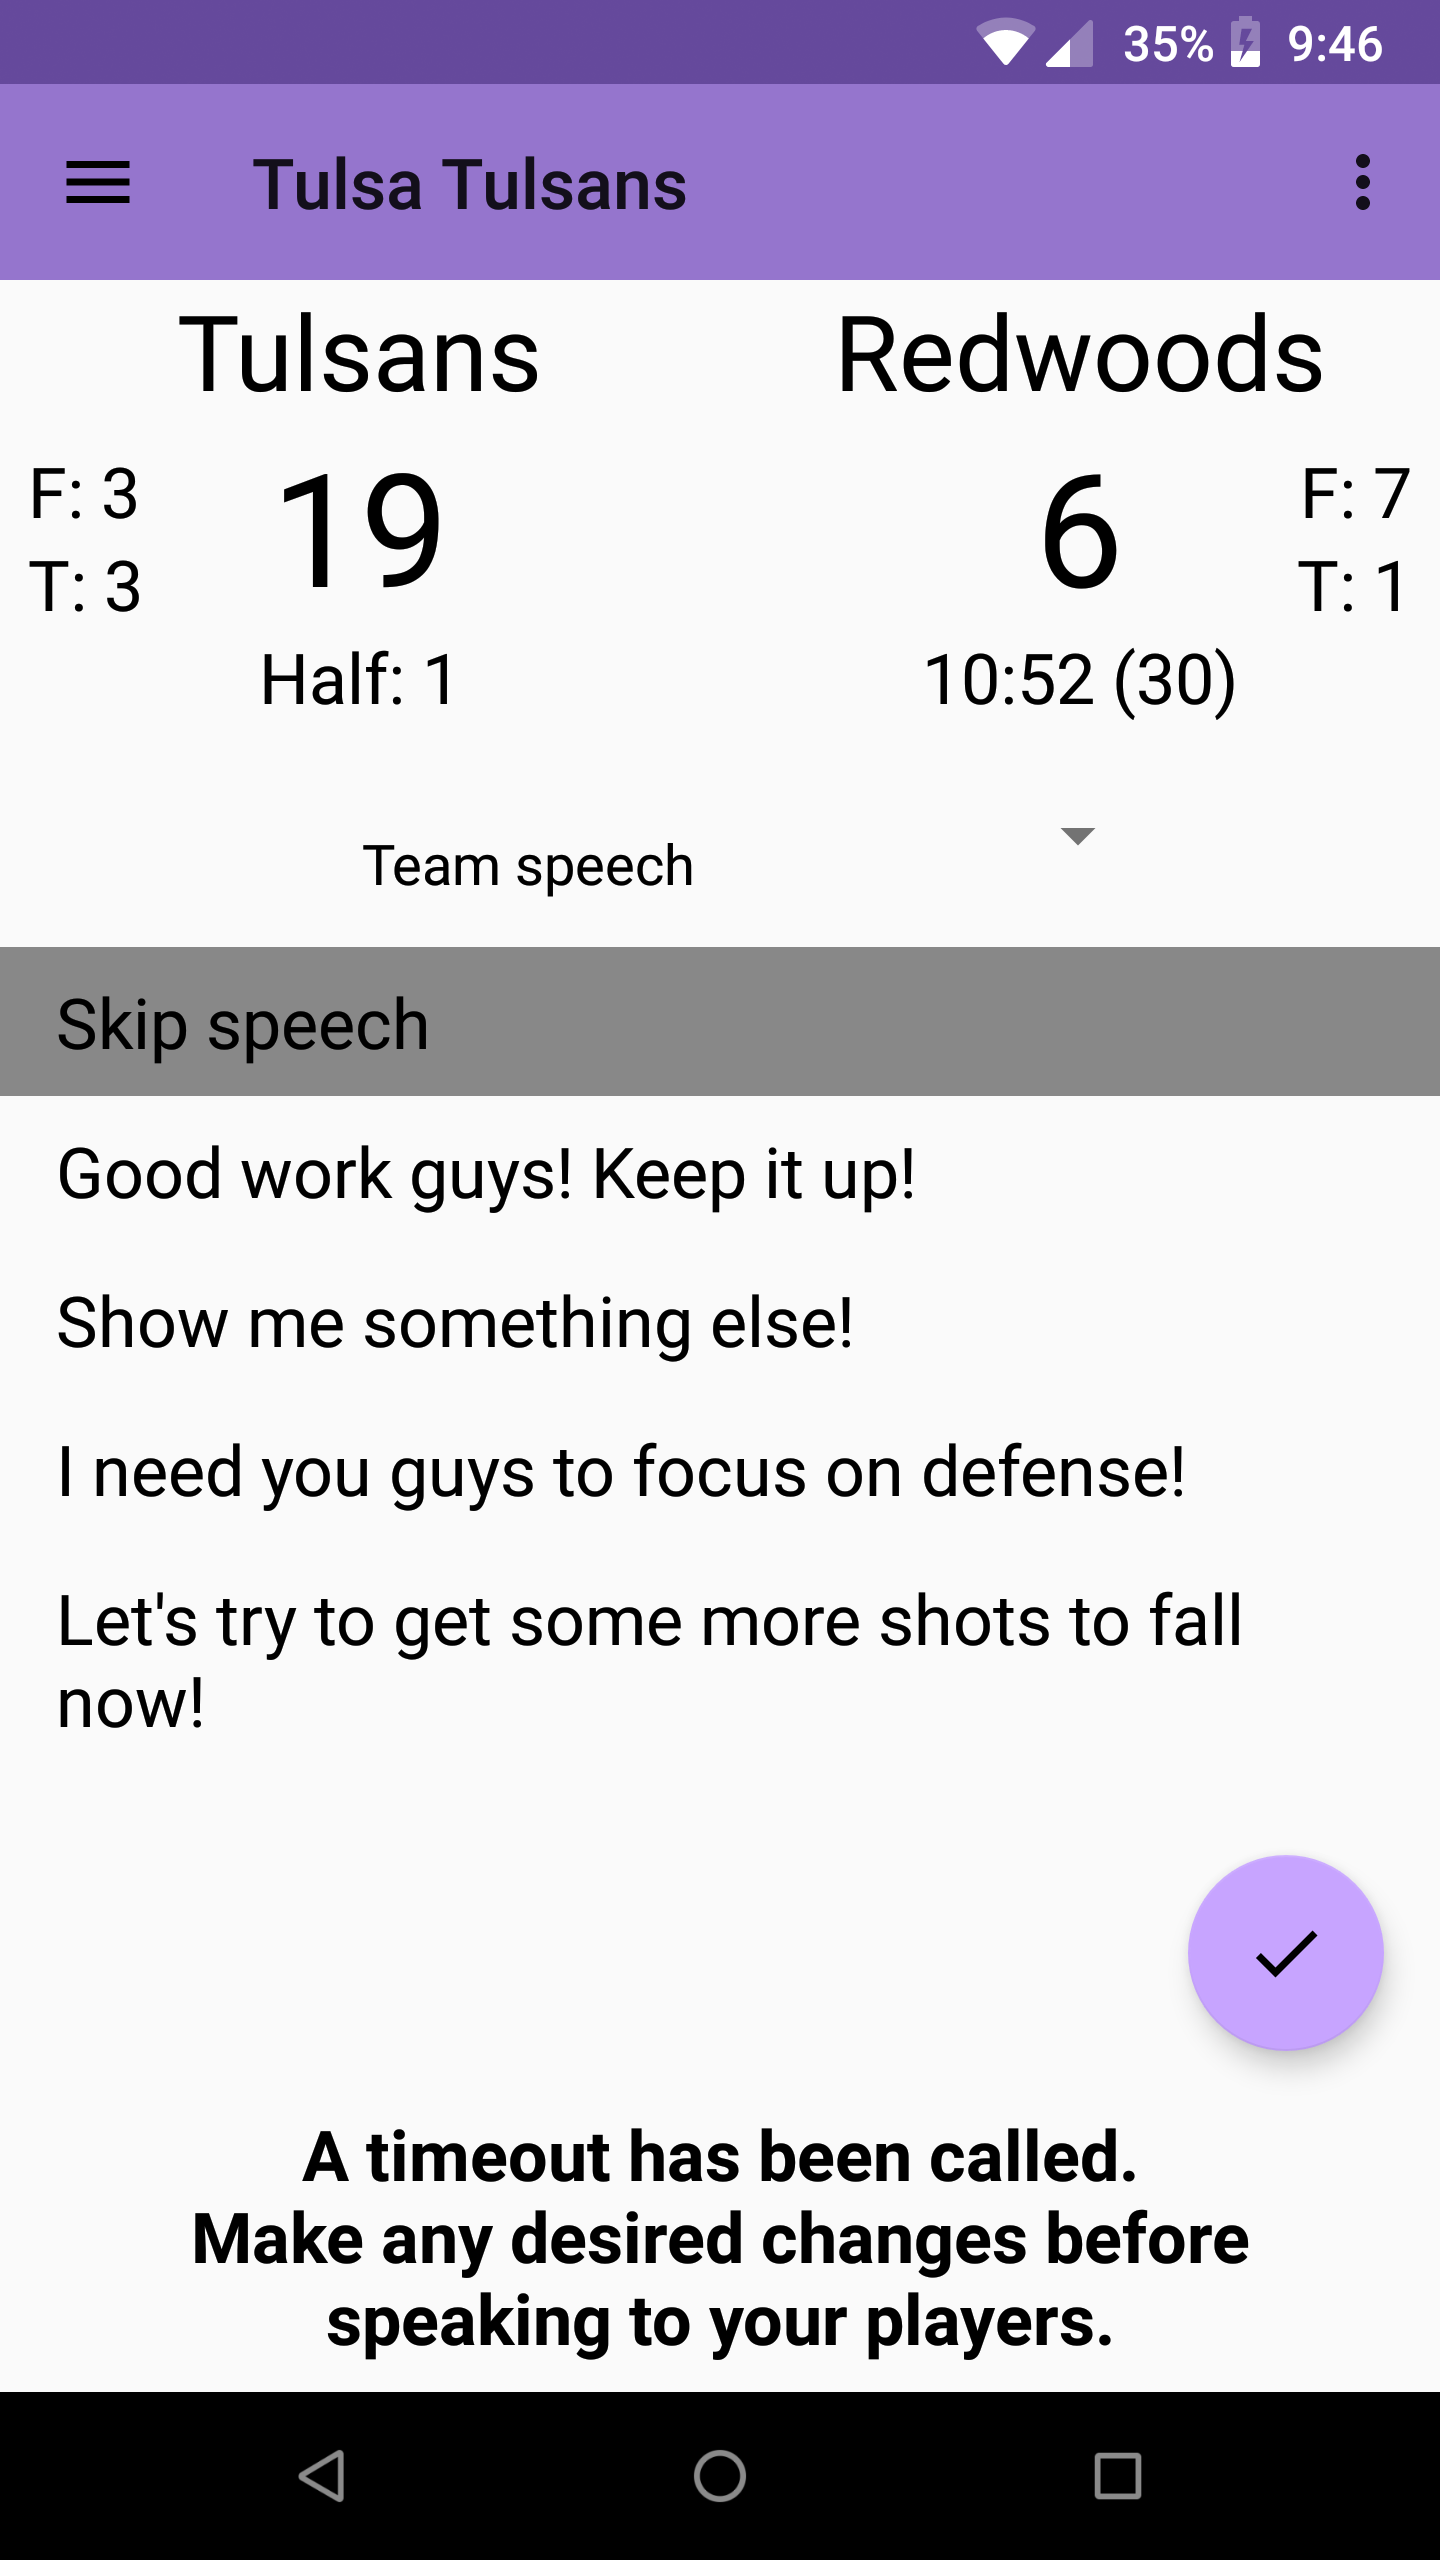 35% 9:46
Tulsa Tulsans
Tulsans Redwoods
F: 3 19 6 F: 7
T: 3 T: 1
Half: 1 10:52 (30)
Team speech
Skip speech
Good work guys! Keep it up!
Show me something else!
I need you guys to focus on defense!
Let's try to get some more shots to fall
now!
A timeout has been called.
Make any desired changes before
speaking to your players.